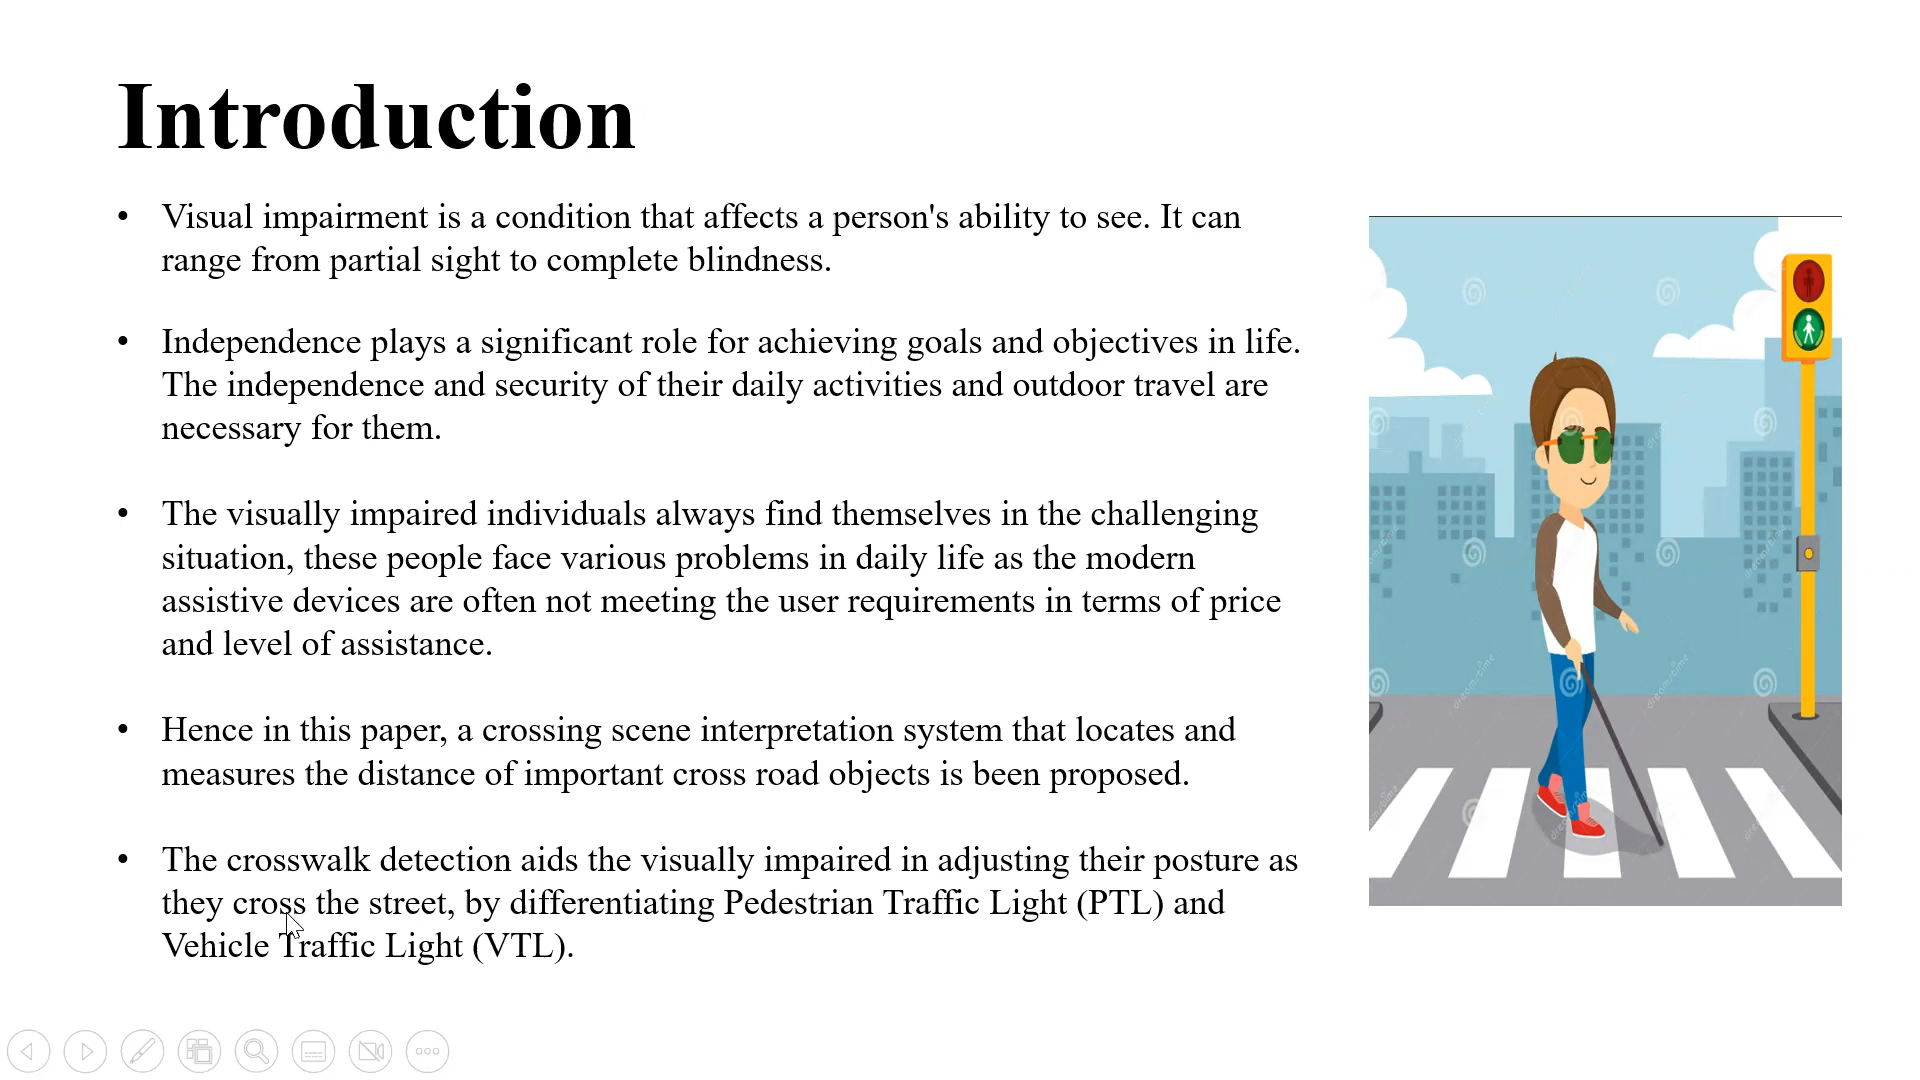 Introduction
• Visual impairment is a condition that affects a person's ability to see. It can
range from partial sight to complete blindness.
• Independence plays a significant role for achieving goals and objectives in life.
The independence and security of their daily activities and outdoor travel are
necessary for them.
• The visually impaired individuals always find themselves in the challenging
situation, these people face various problems in daily life as the modern
assistive devices are often not meeting the user requirements in terms of price
and level of assistance.
• Hence in this paper, a crossing scene interpretation system that locates and
measures the distance of important cross road objects is been proposed.
• The crosswalk detection aids the visually impaired in adjusting their posture as
they cross the street, by differentiating Pedestrian Traffic Light (PTL) and
Vehicle Traffic Light (VTL).
dreamstime
dreamstime